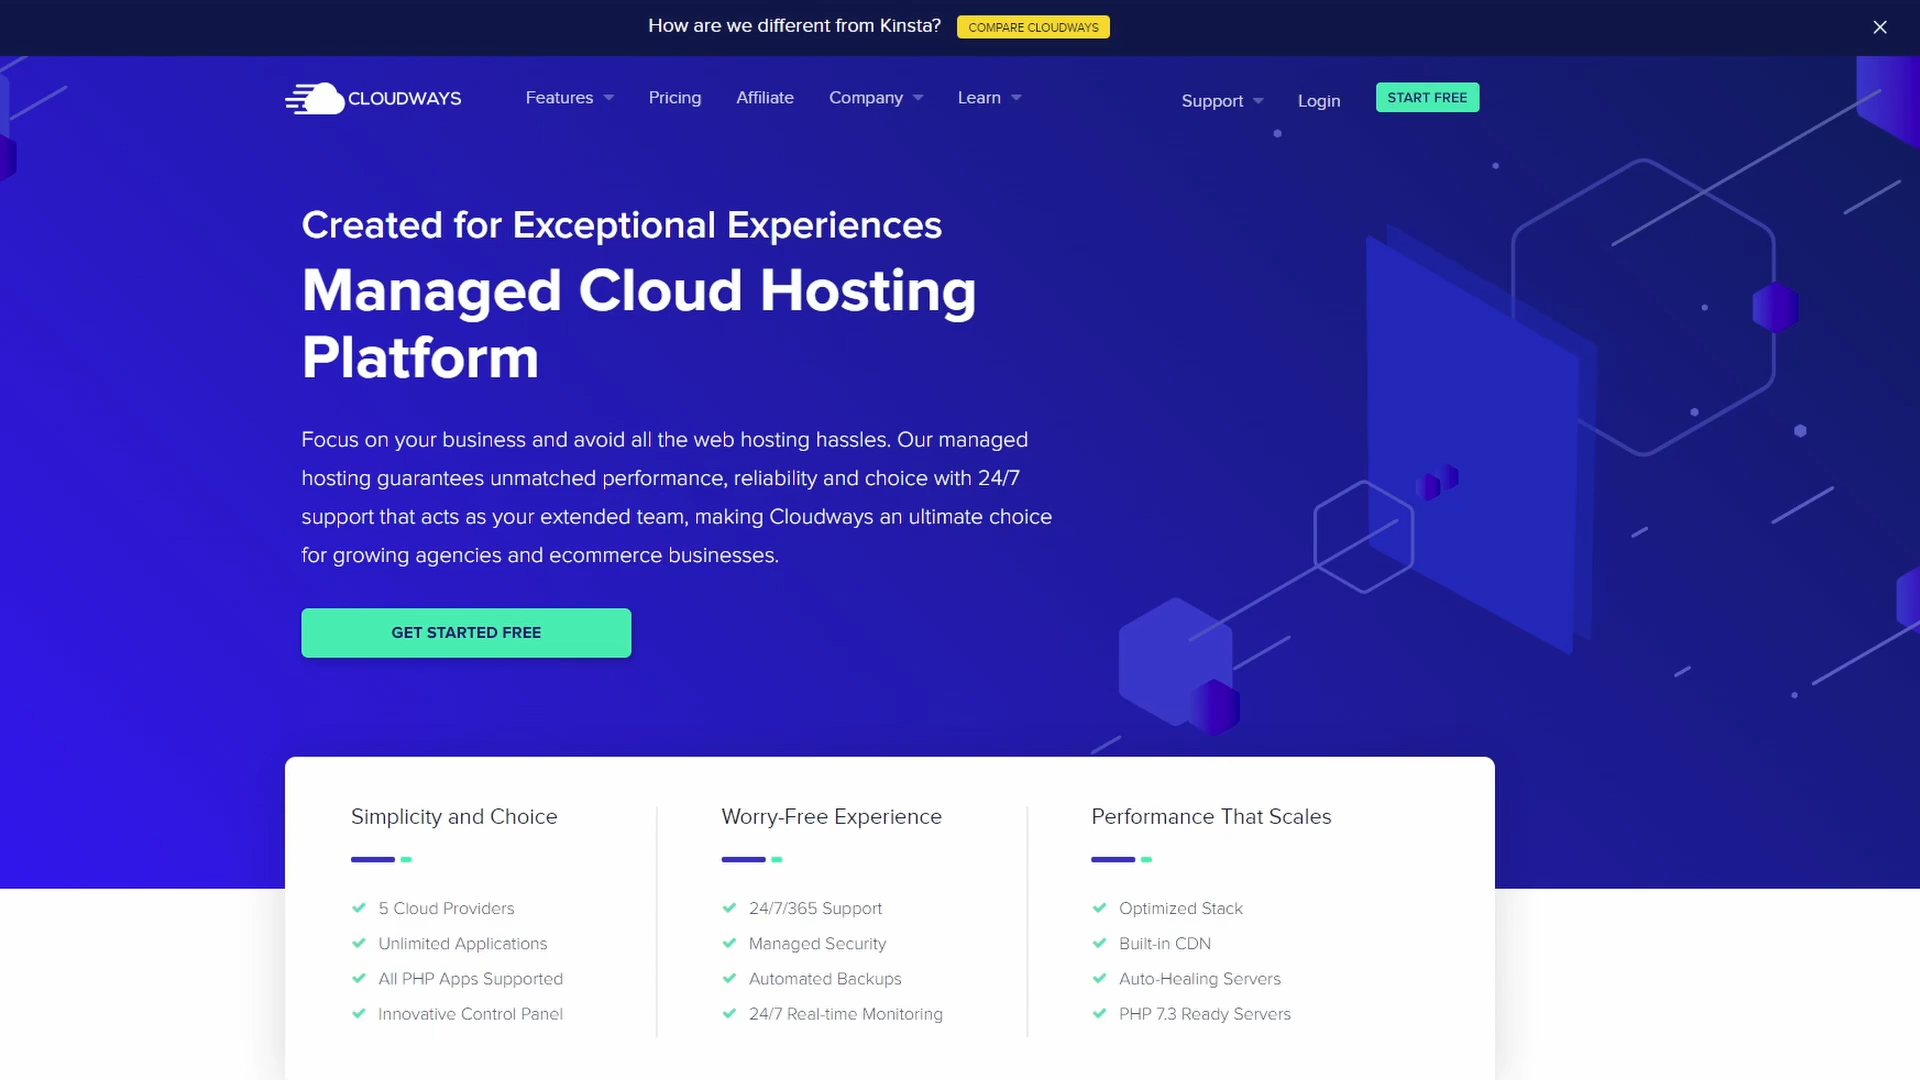 How are we different from Kinsta? COMPARE CLOUDWAYS
CLOUDWAYS Features Pricing Affiliate Company Learn Support Login START FREE
Created for Exceptional Experiences
Managed Cloud Hosting
Platform
Focus on your business and avoid all the web hosting hassles. Our managed
hosting guarantees unmatched performance, reliability and choice with 24/7
support that acts as your extended team, making Cloudways an ultimate choice
for growing agencies and ecommerce businesses.
GET STARTED FREE
Simplicity and Choice
5 Cloud Providers
Unlimited Applications
All PHP Apps Supported
Innovative Control Panel
Worry-Free Experience
24/7/365 Support
Managed Security
Automated Backups
24/7 Real-time Monitoring
Performance That Scales
Optimized Stack
Built-in CDN
Auto-Healing Servers
PHP 7.3 Ready Servers